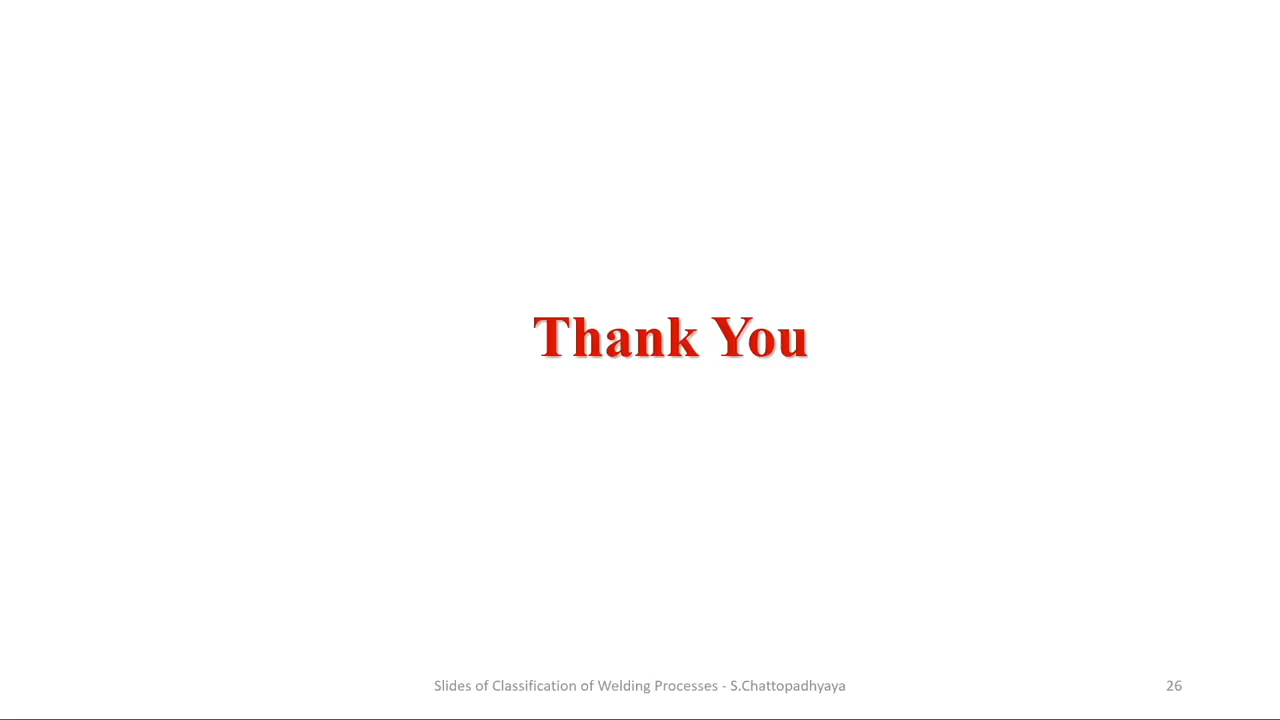 Thank You
Slides of Classification of Welding Processes - S.Chattopadhyaya
26